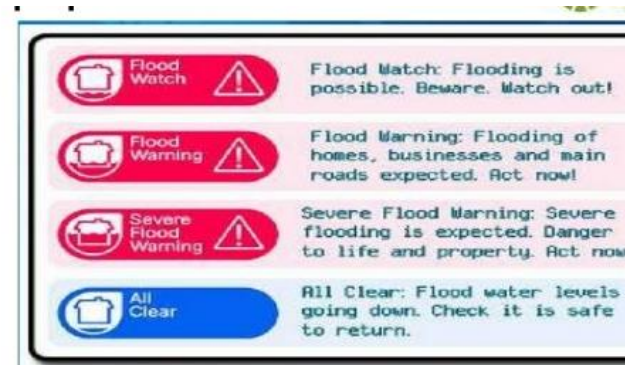 Flood
Watch
Flood Watch: Flooding is
possible. Beware. Watch out!
Flood
Warning
Flood Warning: Flooding of
homes, businesses and main
roads expected. Act now!
Severe
Flood
Warning
Severe Flood Warning: Severe
flooding is expected. Danger
to life and property. Act now
All
Clear
All Clear: Flood water levels
going down. Check it is safe
to return.